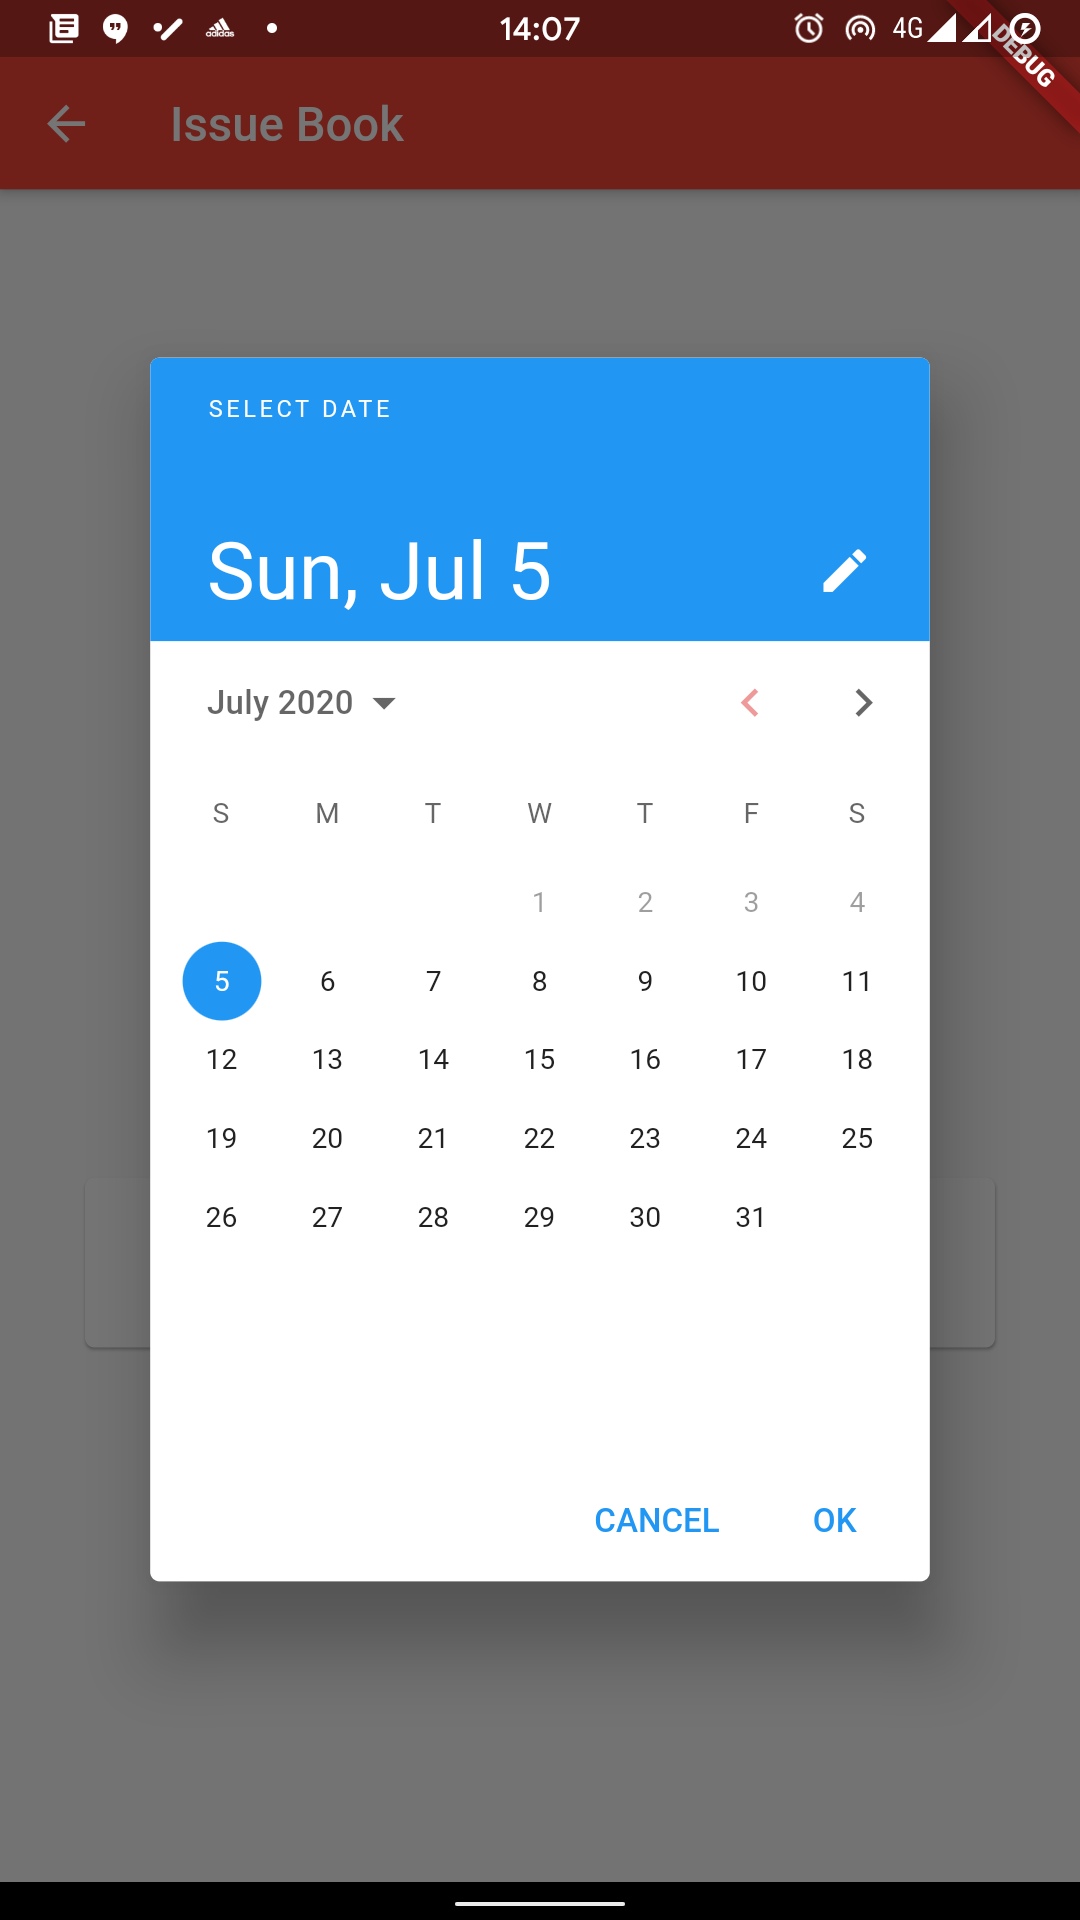 adidas
14:07
4G
DEBUG
Issue Book
SELECT DATE
Sun, Jul 5
July 2020
S M T W T F S
1 2 3 4
5 6 7 8 9 10 11
12 13 14 15 16 17 18
19 20 21 22 23 24 25
26 27 28 29 30 31
CANCEL OK